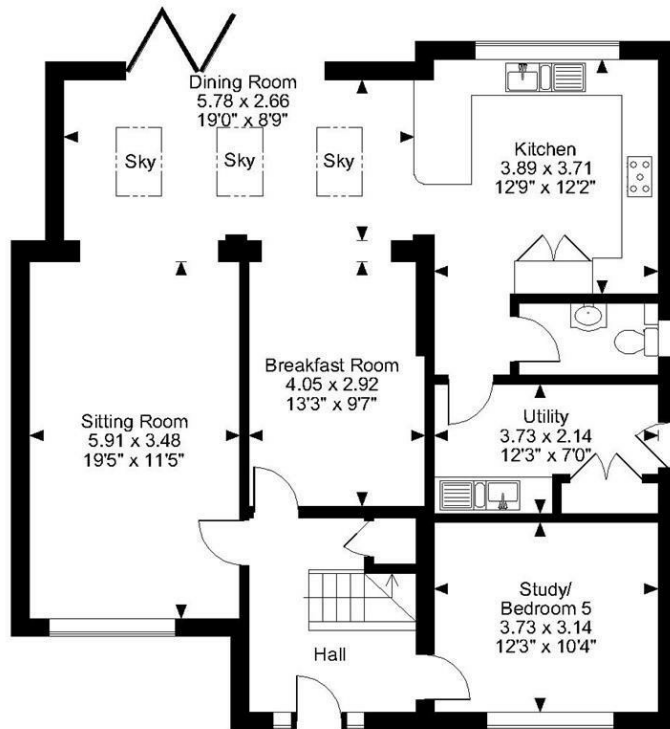 Dining Room
5.78 x 2.66
19'0" x 8'9"
Sky
Sky
Sky
Kitchen
3.89 x 3.71
12'9" x 12'2"
Breakfast Room
4.05 x 2.92
13'3" x 9'7"
Sitting Room
5.91 x 3.48
19'5" x 11'5"
Utility
3.73 x 2.14
12'3" x 7'0"
Study/
Bedroom 5
3.73 x 3.14
12'3" x 10'4"
Hall